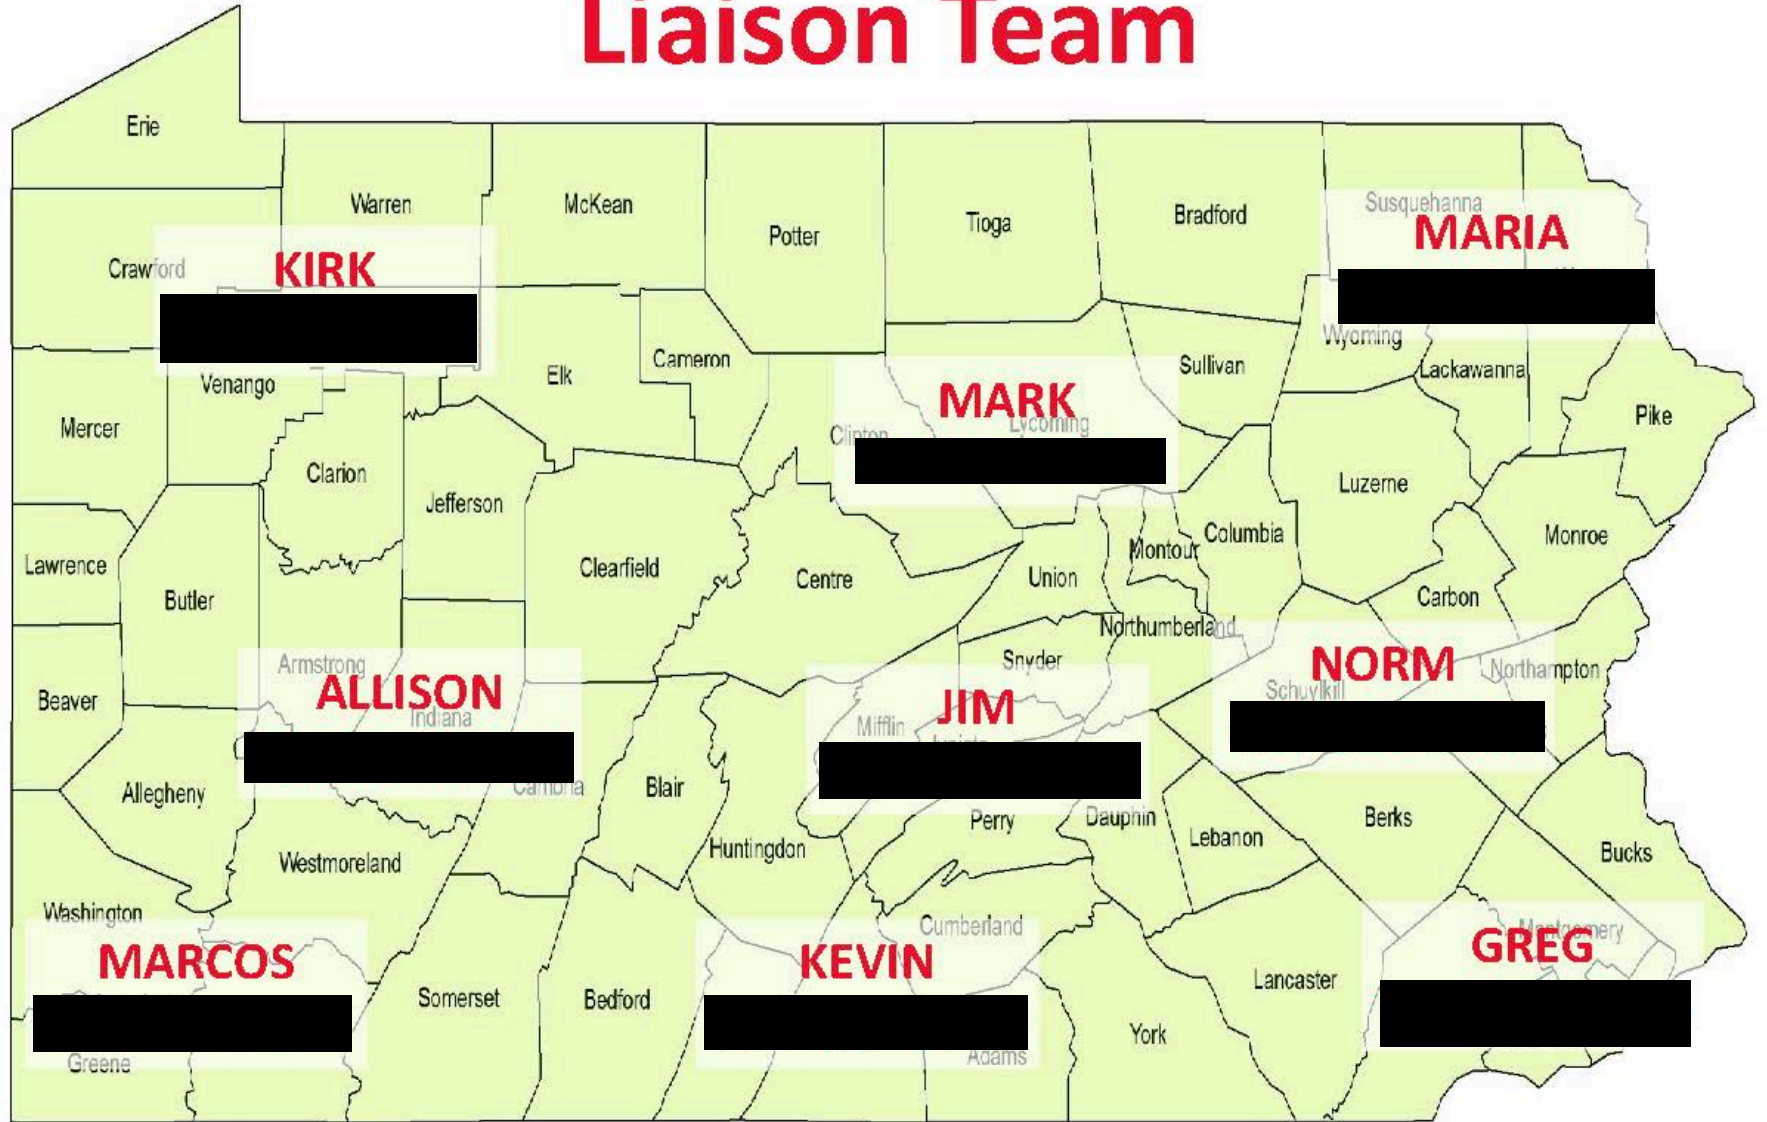 Liaison Team
Erie
Warren
McKean
Potter
Tioga
Bradford
Susquehanna
MARIA
Crawford
KIRK
Wyoming
Lackawanna
Pike
Venango
Elk
Cameron
Sullivan
Mercer
MARK
Clinton
Lycoming
Clarion
Jefferson
Luzerne
Columbia
Monroe
Montour
Lawrence
Clearfield
Centre
Union
Butler
Carbon
Northumberland
Snyder
NORM
Northampton
Schuylkill
Armstrong
ALLISON
Indiana
Beaver
JIM
Mifflin
Allegheny
Cambria
Blair
Perry
Dauphin
Lebanon
Berks
Huntingdon
Bucks
Westmoreland
Washington
Cumberland
Montgomery
MARCOS
KEVIN
GREG
Somerset
Bedford
Lancaster
York
Adams
Greene